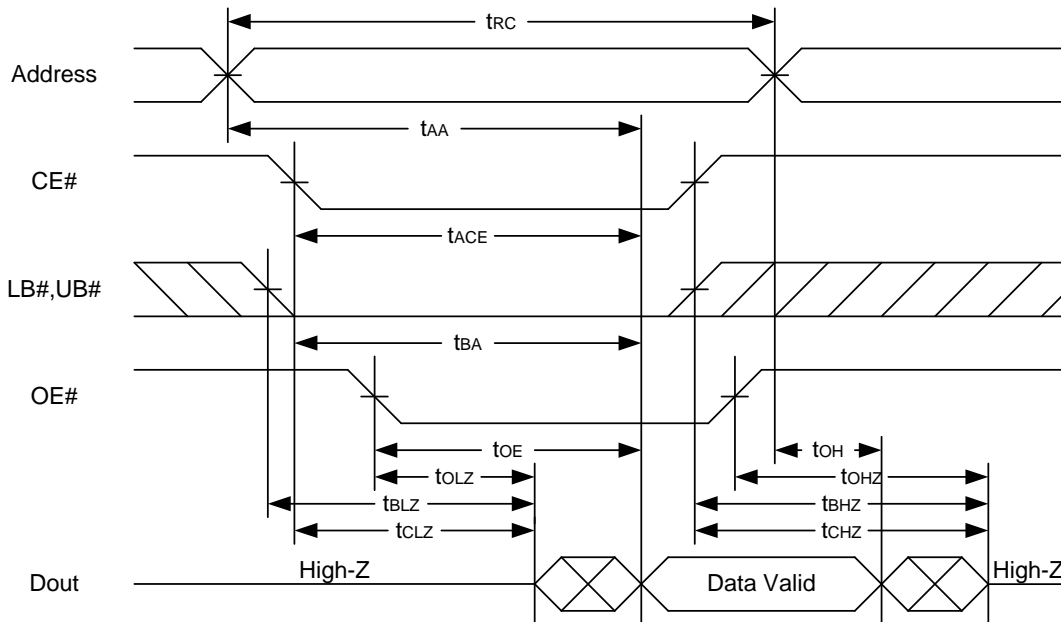 tRC
Address
tAA
CE#
tACE
LB#,UB#
tBA
OE#
tOE
tOH
tOLZ
tOHZ
tBLZ
tBHZ
tCLZ
tCHZ
Dout
High-Z
Data Valid
High-Z